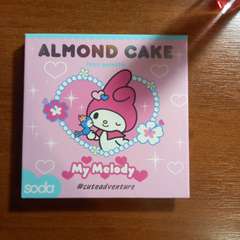 ALMOND CAKE
My Melody
soda
#cuteadventure